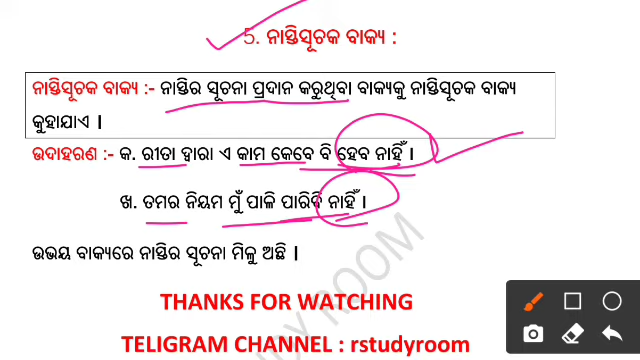 5. ନାସ୍ତିସୂଚକ ବାକ୍ୟ :
ନାସ୍ତିସୂଚକ ବାକ୍ୟ :- ନାସ୍ତିର ସୂଚନା ପ୍ରଦାନ କରୁଥିବା ବାକ୍ୟକୁ ନାସ୍ତିସୂଚକ ବାକ୍ୟ
କୁହାଯାଏ ।
ଉଦାହରଣ :- କ. ରୀତା ଦ୍ୱାରା ଏ କାମ କେବେ ବି ହେବ ନାହିଁ ।
ଖ. ତମର ନିୟମ ମୁଁ ପାଳି ପାରିବି ନାହିଁ ।
ଉଭୟ ବାକ୍ୟରେ ନାସ୍ତିର ସୂଚନା ମିଳୁ ଅଛି ।
THANKS FOR WATCHING
TELIGRAM CHANNEL : rstudyroom